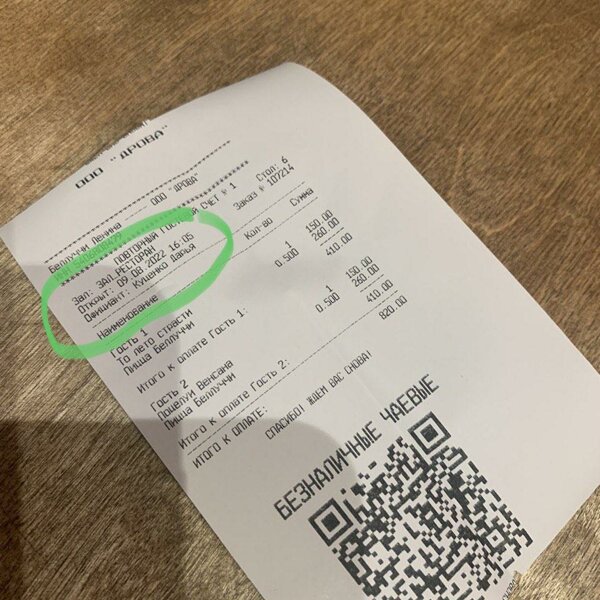 ООО "ДРОВА"
ООО "ДРОВА"
Беллуччи Ленина
ПОВТОРНЫЙ ГОСТЕВОЙ СЧЕТ № 1
Зал: ЗАЛ РЕСТОРАН Стол: 6
Открыт: 09.08.2022 16:05 Заказ № 107214
Официант: Куценко Дарья
Наименование Кол-во Сумма
Гость 1
То лето страсти 1 150.00
Пицца Беллуччи 0.500 260.00
Итого к оплате Гость 1: 410.00
Гость 2
Поцелуи Венсана 1 150.00
Пицца Беллуччи 0.500 260.00
Итого к оплате Гость 2: 410.00
ИТОГО К ОПЛАТЕ: 820.00
СПАСИБО! ЖДЕМ ВАС СНОВА!
БЕЗНАЛИЧНЫЕ ЧАЕВЫЕ